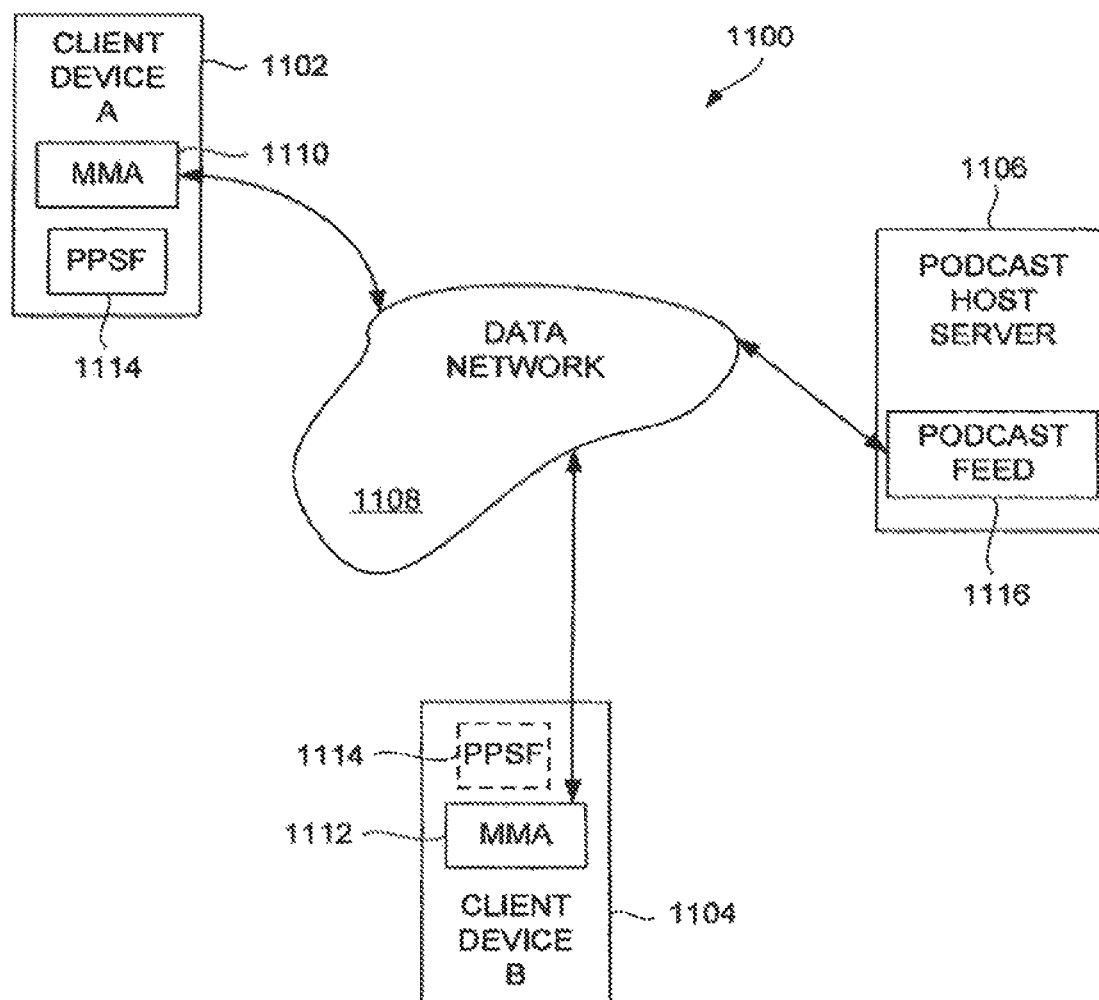 CLIENT
DEVICE
A
1102
MMA
1110
PPSF
1114
1100
1106
PODCAST
HOST
SERVER
PODCAST
FEED
1116
DATA
NETWORK
1108
1114
PPSF
1112
MMA
CLIENT
DEVICE
B
1104